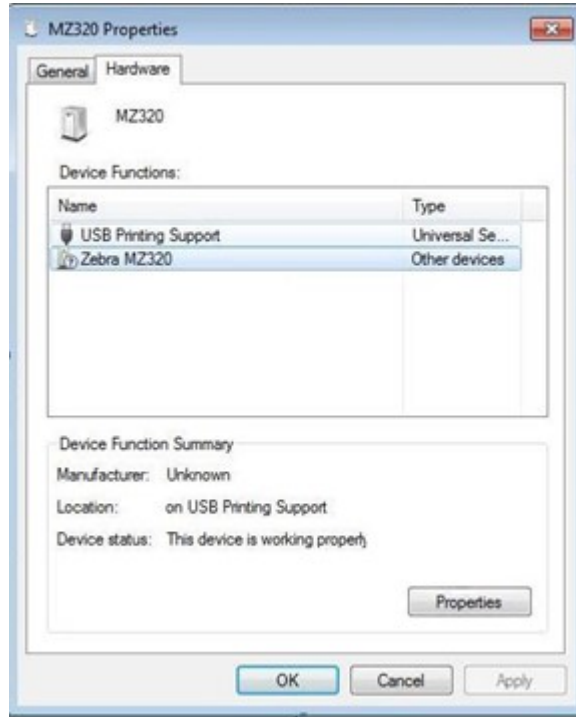 MZ320 Properties
General Hardware
MZ320
Device Functions:
Name Type
USB Printing Support Universal Se...
Zebra MZ320 Other devices
Device Function Summary
Manufacturer: Unknown
Location: on USB Printing Support
Device status: This device is working properly
Properties
OK Cancel Apply